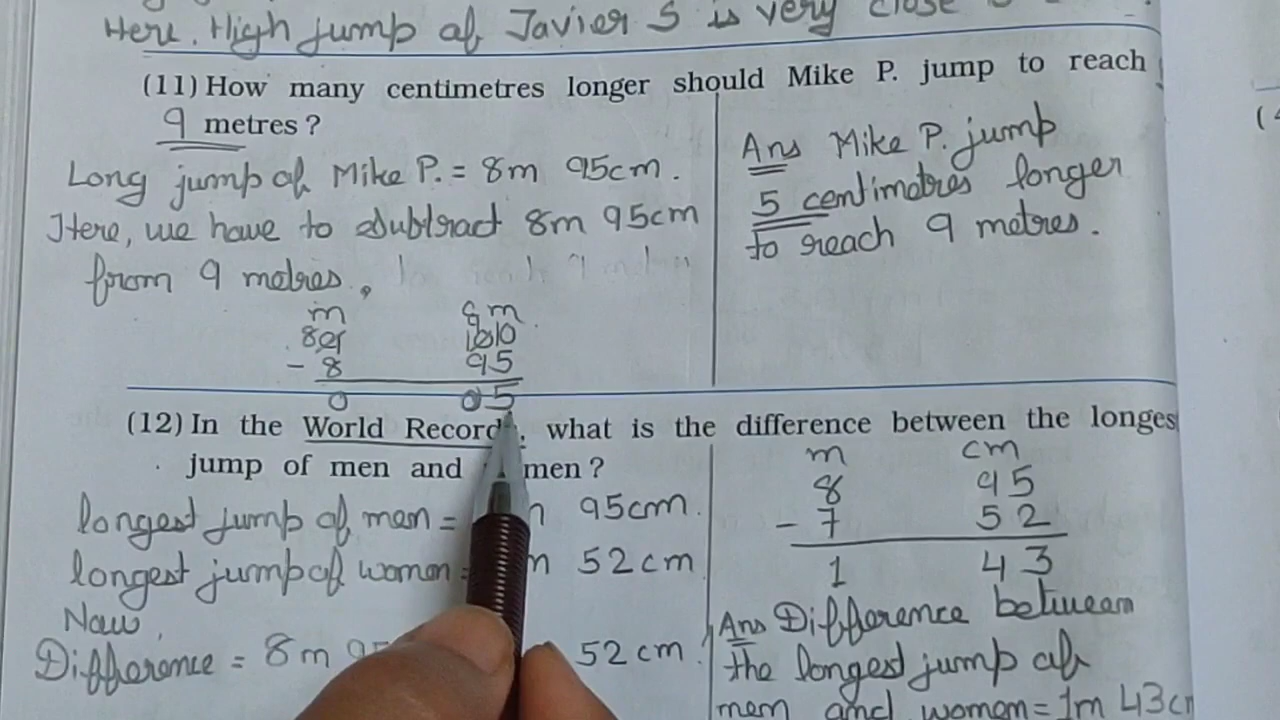 Here, High jump of Javier S is very close
(11) How many centimetres longer should Mike P. jump to reach
9 metres ?
Long jump of Mike P. = 8m 95cm.
Here, we have to subtract 8m 95cm
from 9 metres.
m cm
8 9 100
- 8 95
0 05
Ans Mike P. jump
5 centimetres longer
to reach 9 metres.
(12) In the World Record, what is the difference between the longes
jump of men and men ?
longest jump of men = 95cm.
longest jump of women = 52cm
Now,
Difference = 8m 52cm.
m cm
8 95
- 7 52
1 43
Ans Difference between
the longest jump of
men and women = 1m 43c